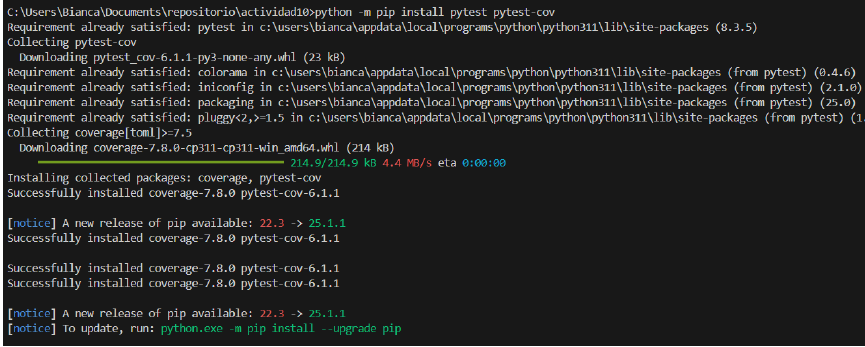 C:\Users\Bianca\Documents\repositorio\actividad10>python -m pip install pytest pytest-cov
Requirement already satisfied: pytest in c:\users\bianca\appdata\local\programs\python\python311\lib\site-packages (8.3.5)
Collecting pytest-cov
  Downloading pytest_cov-6.1.1-py3-none-any.whl (23 kB)
Requirement already satisfied: colorama in c:\users\bianca\appdata\local\programs\python\python311\lib\site-packages (from pytest) (0.4.6)
Requirement already satisfied: iniconfig in c:\users\bianca\appdata\local\programs\python\python311\lib\site-packages (from pytest) (2.1.0)
Requirement already satisfied: packaging in c:\users\bianca\appdata\local\programs\python\python311\lib\site-packages (from pytest) (25.0)
Requirement already satisfied: pluggy<2,>=1.5 in c:\users\bianca\appdata\local\programs\python\python311\lib\site-packages (from pytest) (1.
Collecting coverage[toml]>=7.5
  Downloading coverage-7.8.0-cp311-cp311-win_amd64.whl (214 kB)
214.9/214.9 kB 4.4 MB/s eta 0:00:00
Installing collected packages: coverage, pytest-cov
Successfully installed coverage-7.8.0 pytest-cov-6.1.1
[notice] A new release of pip available: 22.3 -> 25.1.1
Successfully installed coverage-7.8.0 pytest-cov-6.1.1
Successfully installed coverage-7.8.0 pytest-cov-6.1.1
Successfully installed coverage-7.8.0 pytest-cov-6.1.1
[notice] A new release of pip available: 22.3 -> 25.1.1
[notice] To update, run: python.exe -m pip install --upgrade pip